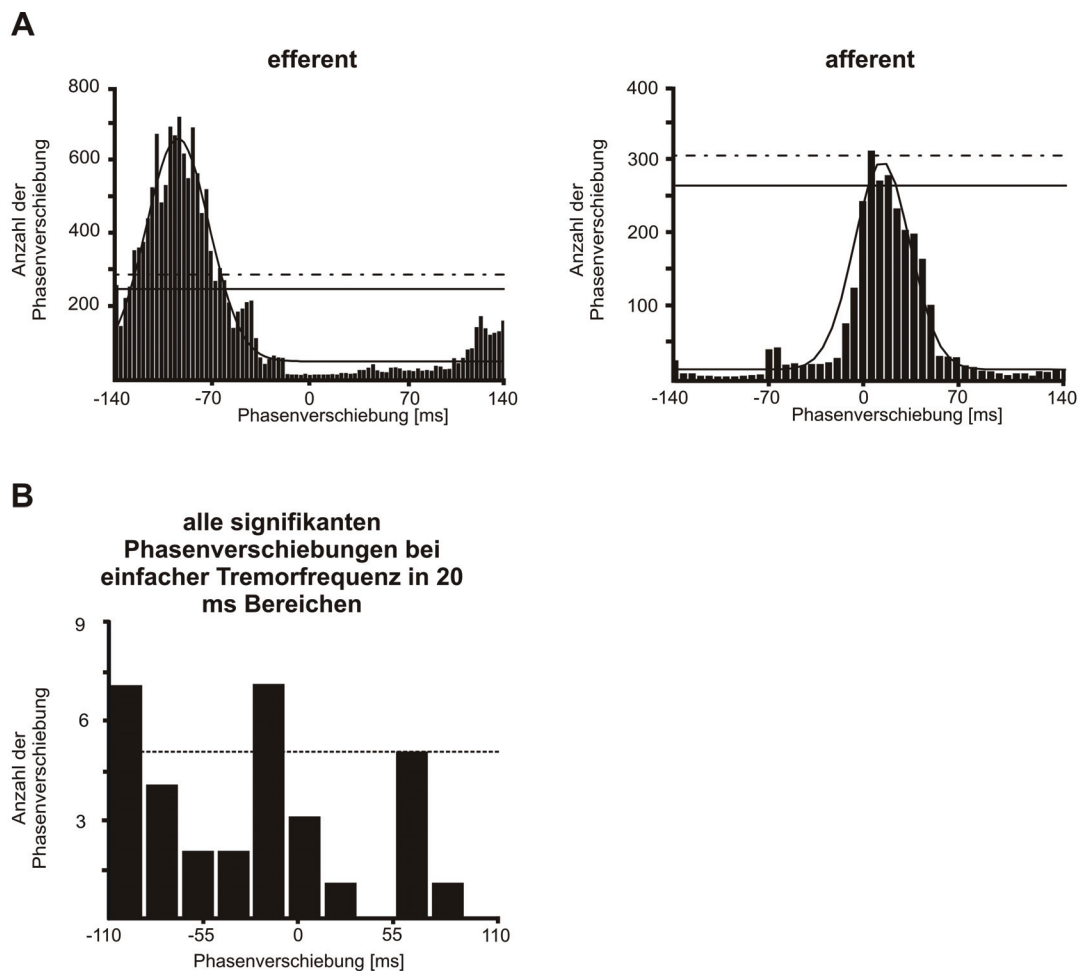 A
efferent
Anzahl der
Phasenverschiebung
800
600
400
200
-140
-70
0
70
140
Phasenverschiebung [ms]
afferent
Anzahl der
Phasenverschiebung
400
300
200
100
-140
-70
0
70
140
Phasenverschiebung [ms]
B
alle signifikanten
Phasenverschiebungen bei
einfacher Tremorfrequenz in 20
ms Bereichen
Anzahl der
Phasenverschiebung
9
6
3
-110
-55
0
55
110
Phasenverschiebung [ms]